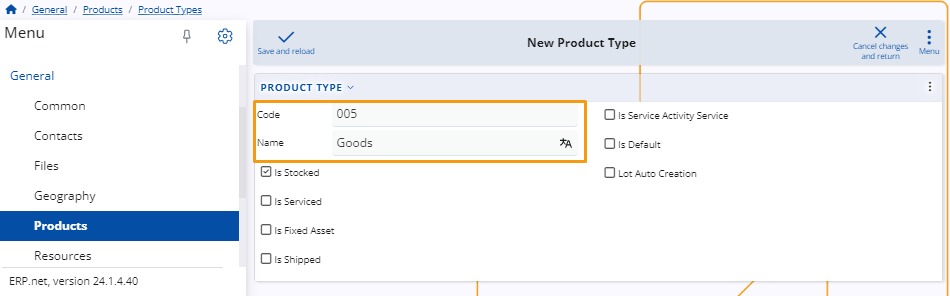 / General / Products / Product Types
Menu
General
Common
Contacts
Files
Geography
Products
Resources
ERP.net, version 24.1.4.40
Save and reload
New Product Type
Cancel changes
and return
Menu
PRODUCT TYPE
Code 005
Name Goods
Is Stocked
Is Serviced
Is Fixed Asset
Is Shipped
Is Service Activity Service
Is Default
Lot Auto Creation